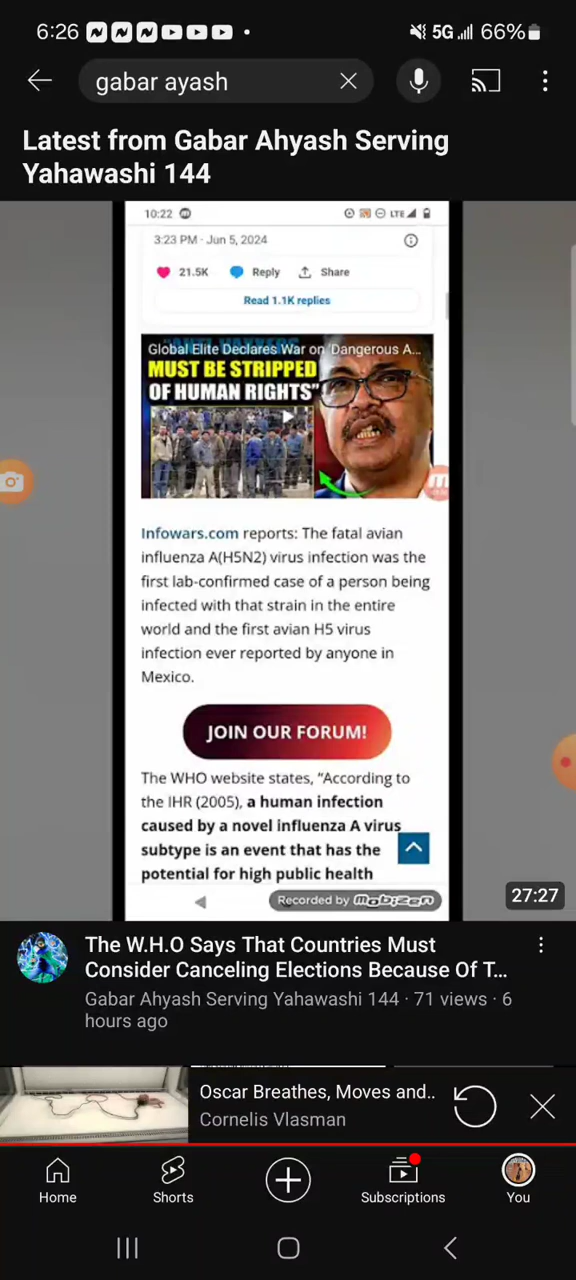 6:26
5G
66%
gabar ayash
Latest from Gabar Ahyash Serving
Yahawashi 144
10:22
LTE
3:23 PM · Jun 5, 2024
21.5K Reply Share
Read 1.1K replies
Global Elite Declares War on 'Dangerous A...
MUST BE STRIPPED
OF HUMAN RIGHTS"
Infowars.com reports: The fatal avian
influenza A(H5N2) virus infection was the
first lab-confirmed case of a person being
infected with that strain in the entire
world and the first avian H5 virus
infection ever reported by anyone in
Mexico.
JOIN OUR FORUM!
The WHO website states, "According to
the IHR (2005), a human infection
caused by a novel influenza A virus
subtype is an event that has the
potential for high public health
Recorded by mobizen
27:27
The W.H.O Says That Countries Must
Consider Canceling Elections Because Of T...
Gabar Ahyash Serving Yahawashi 144 · 71 views · 6
hours ago
Oscar Breathes, Moves and..
Cornelis Vlasman
Home Shorts Subscriptions You